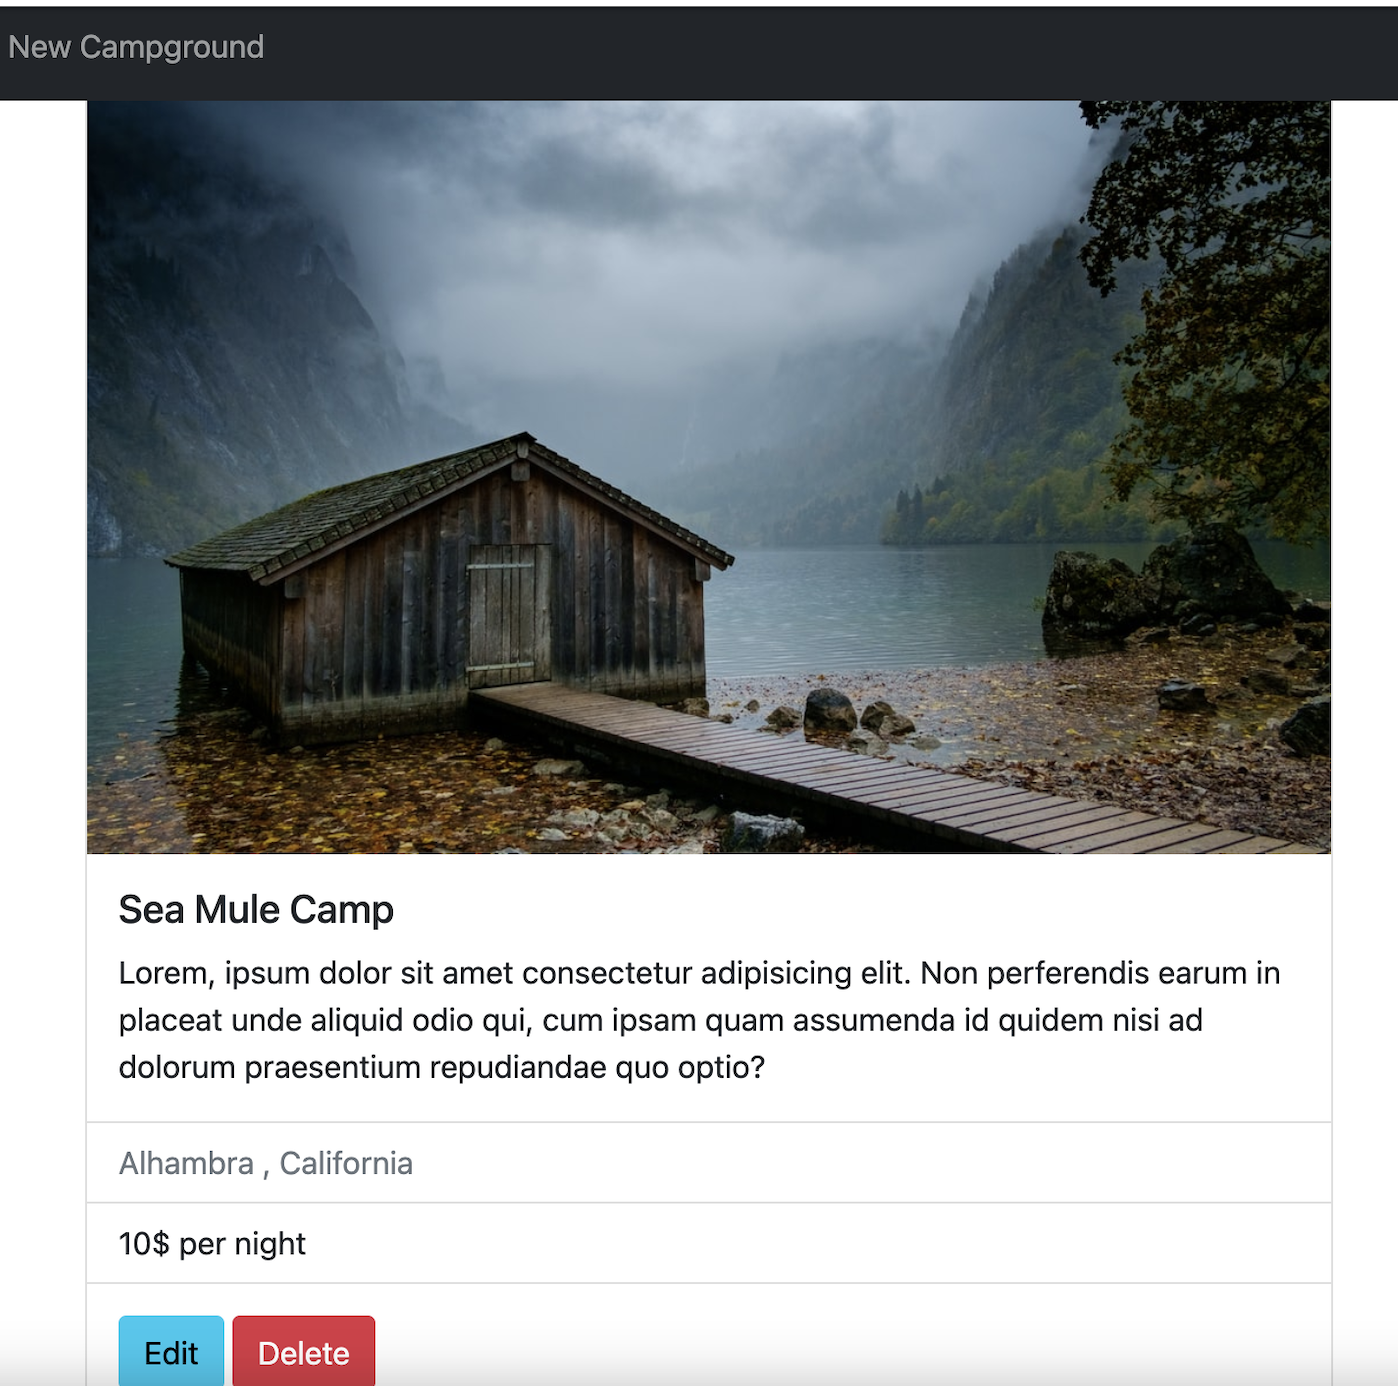 New Campground
Sea Mule Camp
Lorem, ipsum dolor sit amet consectetur adipisicing elit. Non perferendis earum in
placeat unde aliquid odio qui, cum ipsam quam assumenda id quidem nisi ad
dolorum praesentium repudiandae quo optio?
Alhambra , California
10$ per night
Edit Delete